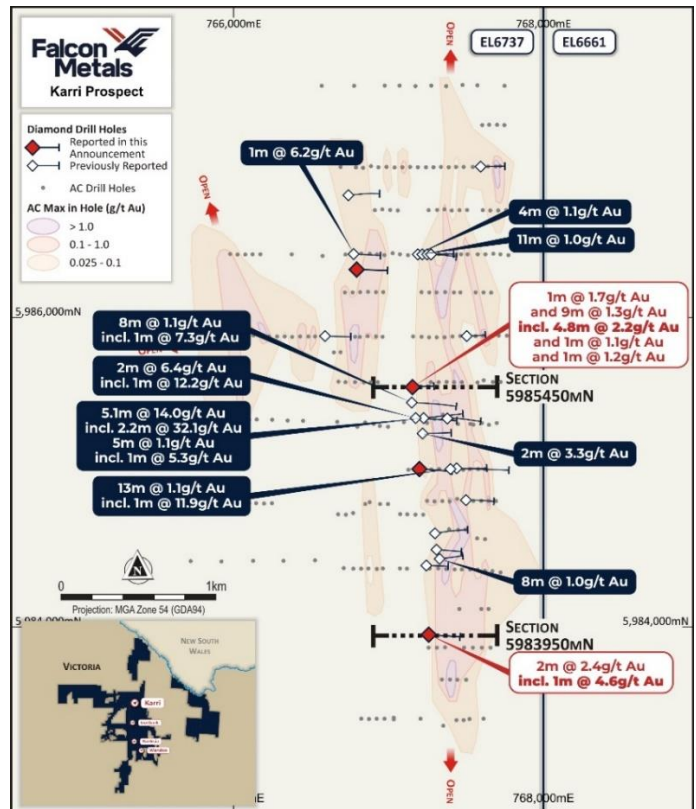 766,000mE
768,000mE
OPEN
EL6737
EL6661
Falcon
Metals
Karri Prospect
Diamond Drill Holes
Reported in this
Announcement
Previously Reported
AC Drill Holes
AC Max in Hole (g/t Au)
> 1.0
0.1 - 1.0
0.025 - 0.1
1m @ 6.2g/t Au
OPEN
4m @ 1.1g/t Au
11m @ 1.0g/t Au
5,986,000mN
8m @ 1.1g/t Au
incl. 1m @ 7.3g/t Au
1m @ 1.7g/t Au
and 9m @ 1.3g/t Au
incl. 4.8m @ 2.2g/t Au
and 1m @ 1.1g/t Au
and 1m @ 1.2g/t Au
OPEN
2m @ 6.4g/t Au
incl. 1m @ 12.2g/t Au
SECTION
5985450MN
5.1m @ 14.0g/t Au
incl. 2.2m @ 32.1g/t Au
5m @ 1.1g/t Au
incl. 1m @ 5.3g/t Au
2m @ 3.3g/t Au
13m @ 1.1g/t Au
incl. 1m @ 11.9g/t Au
8m @ 1.0g/t Au
N
0 1km
Projection: MGA Zone 54 (GDA94)
5,984,000mN
5,984,000mN
SECTION
5983950MN
2m @ 2.4g/t Au
incl. 1m @ 4.6g/t Au
NEW SOUTH
WALES
VICTORIA
Karri
OPEN
766,000mE
768,000mE